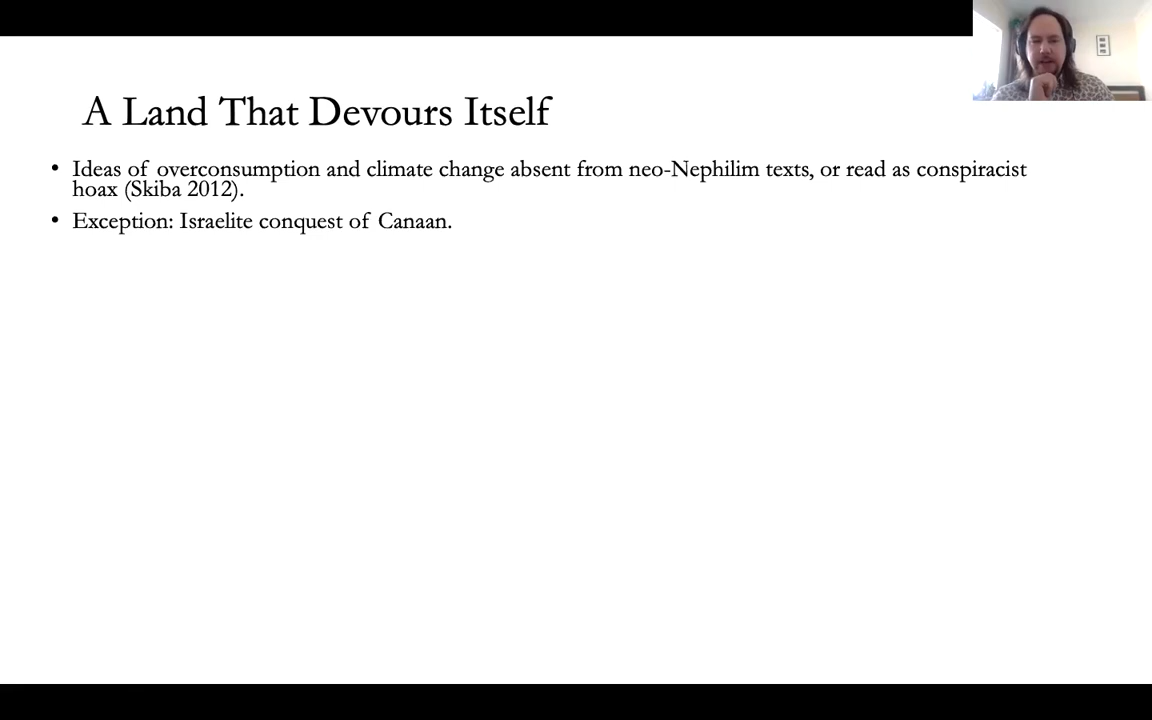 A Land That Devours Itself
• Ideas of overconsumption and climate change absent from neo-Nephilim texts, or read as conspiracist
hoax (Skiba 2012).
• Exception: Israelite conquest of Canaan.